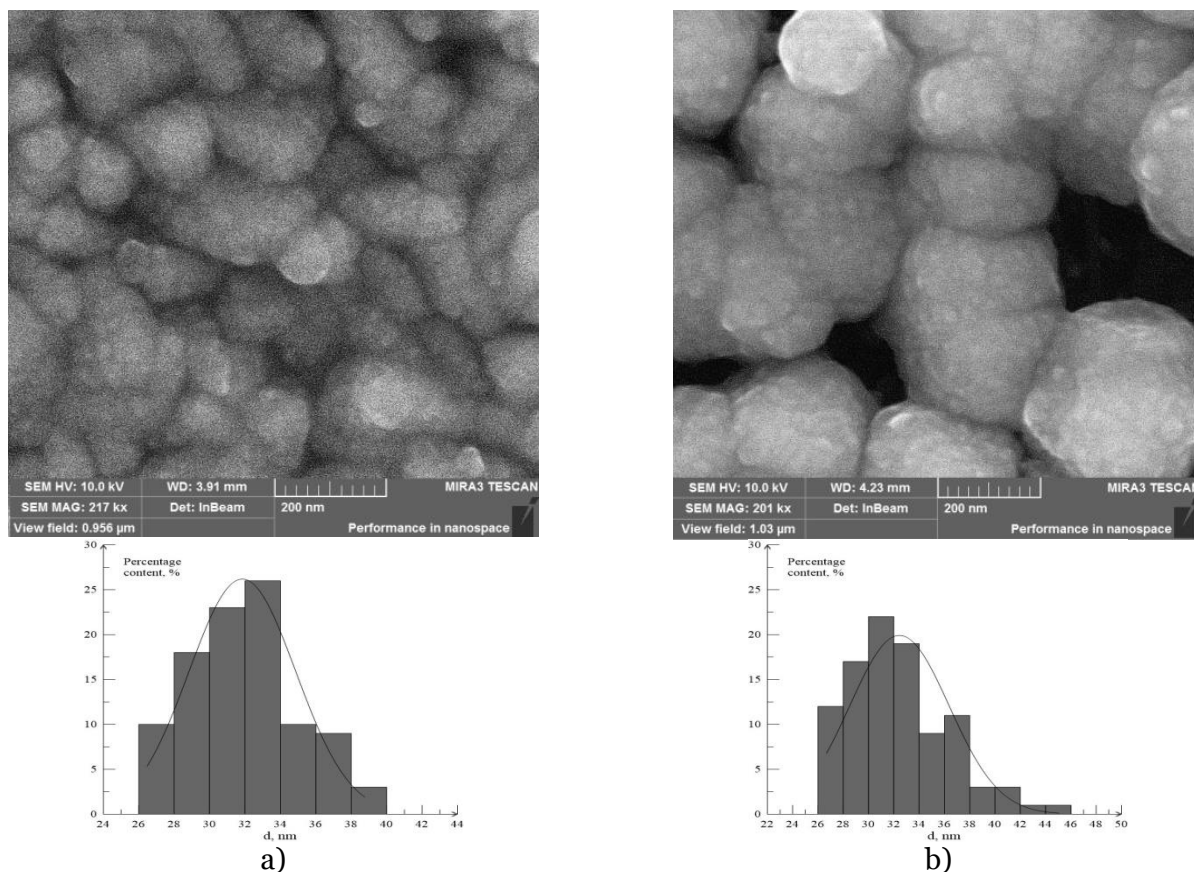 SEM HV: 10.0 kV WD: 3.91 mm MIRA3 TESCAN
SEM MAG: 217 kx Det: InBeam 200 nm
View field: 0.956 µm Performance in nanospace
SEM HV: 10.0 kV WD: 4.23 mm MIRA3 TESCAN
SEM MAG: 201 kx Det: InBeam 200 nm
View field: 1.03 µm Performance in nanospace
30
Percentage
content, %
25
20
15
10
5
0
24 26 28 30 32 34 36 38 40 42 44
d, nm
a)
30
Percentage
content, %
25
20
15
10
5
0
22 24 26 28 30 32 34 36 38 40 42 44 46 48 50
d, nm
b)